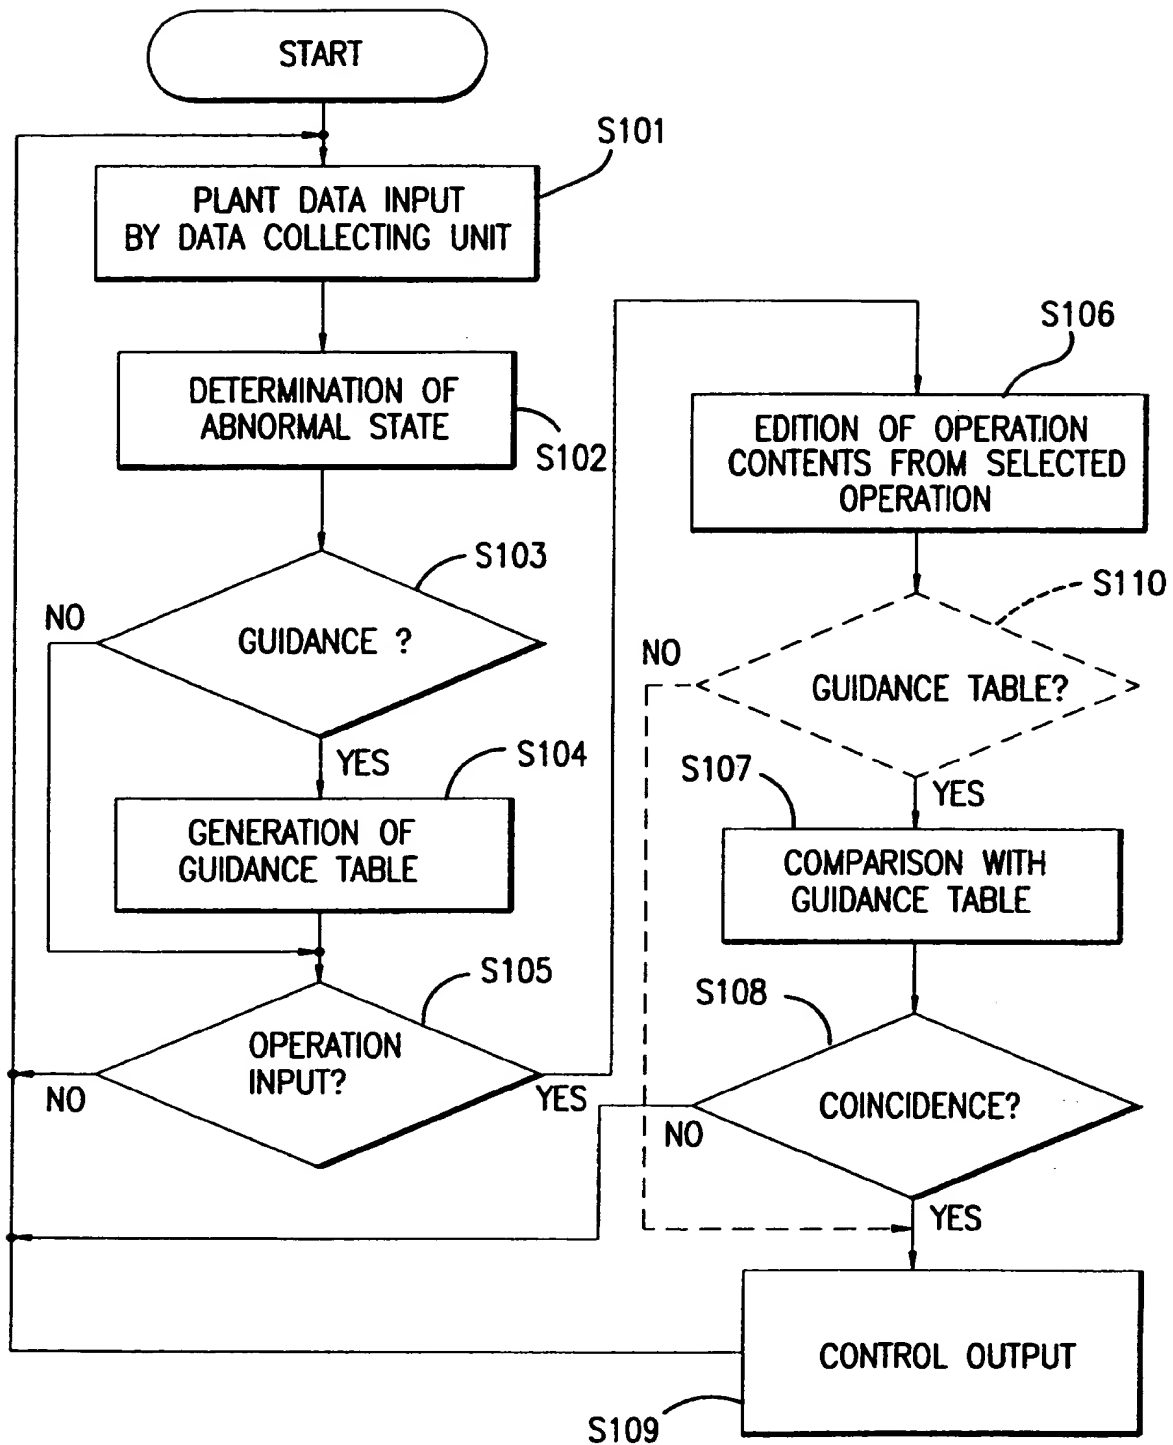 START
S101
PLANT DATA INPUT
BY DATA COLLECTING UNIT
DETERMINATION OF
ABNORMAL STATE
S102
S103
NO
GUIDANCE ?
YES
S104
GENERATION OF
GUIDANCE TABLE
S105
OPERATION
INPUT?
NO
YES
S106
EDITION OF OPERATION
CONTENTS FROM SELECTED
OPERATION
S110
NO
GUIDANCE TABLE?
YES
S107
COMPARISON WITH
GUIDANCE TABLE
S108
COINCIDENCE?
NO
YES
CONTROL OUTPUT
S109